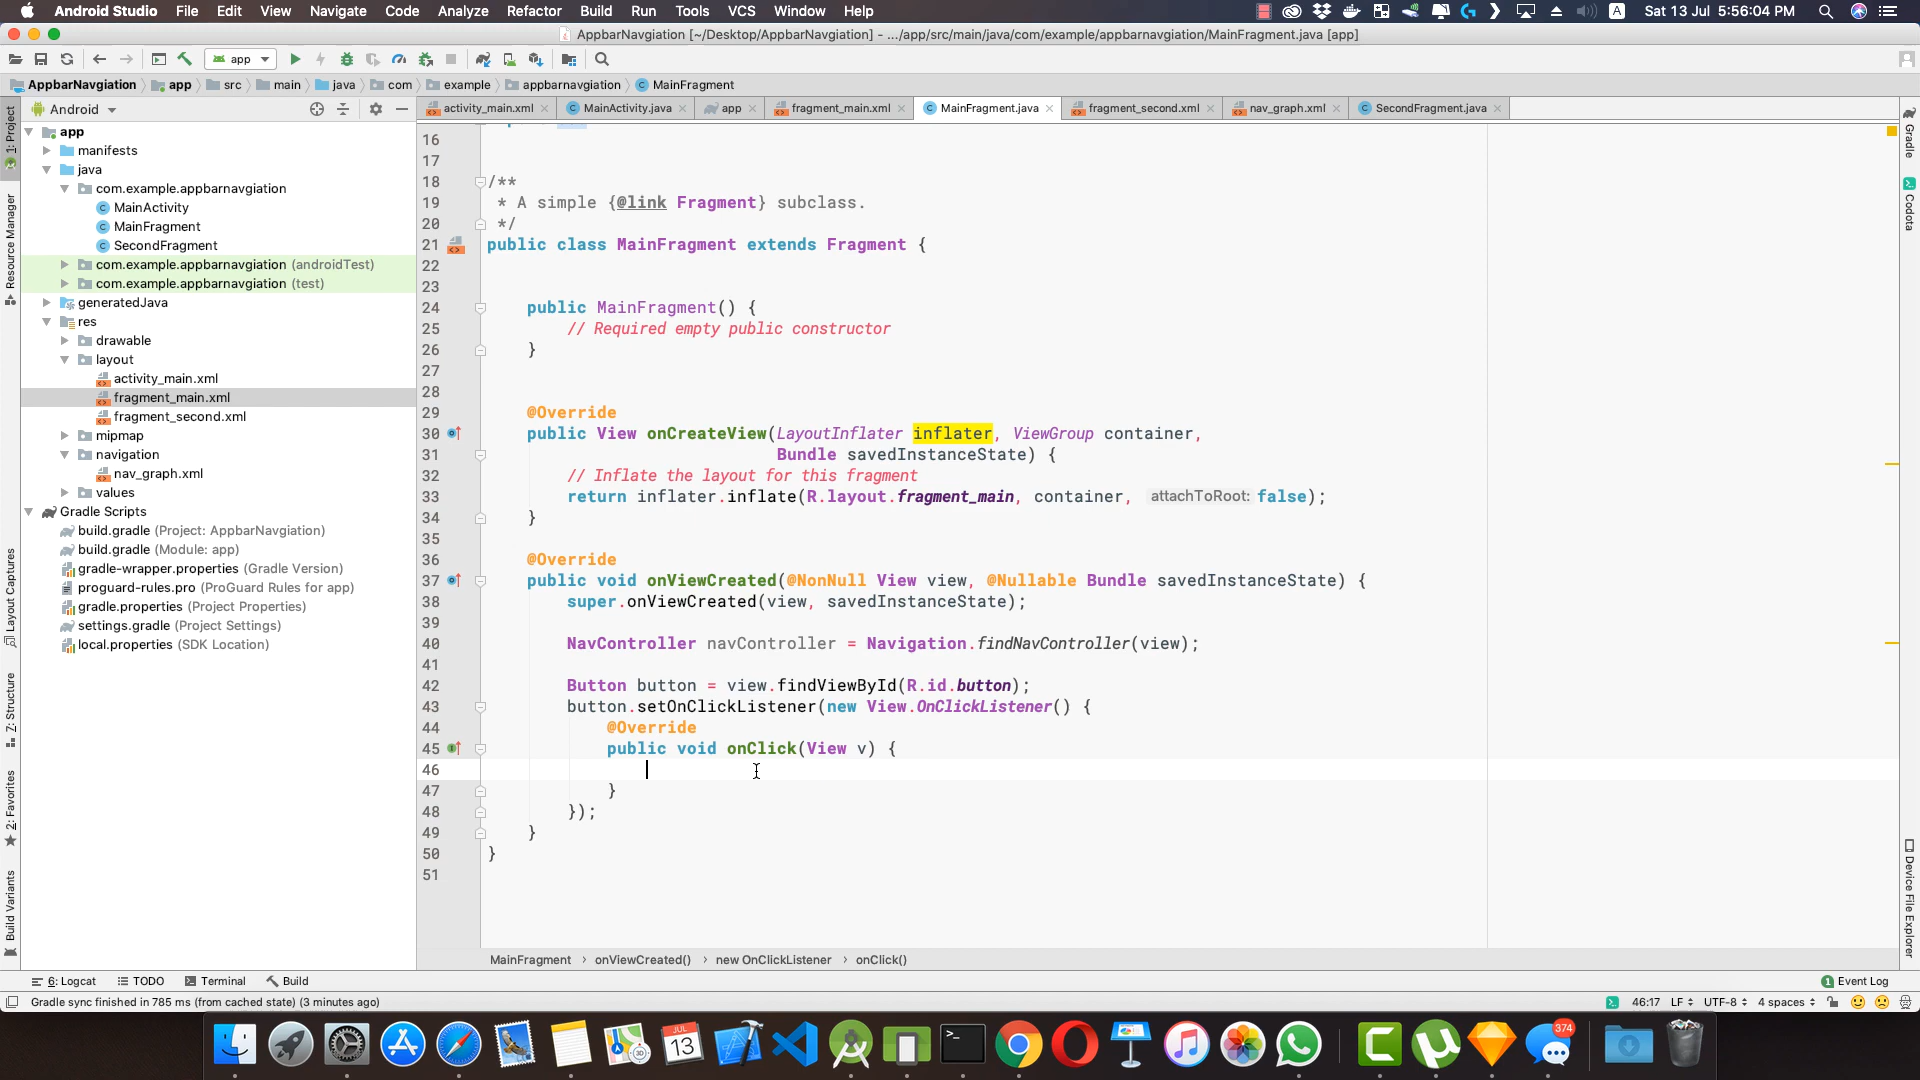 Android Studio File Edit View Navigate Code Analyze Refactor Build Run Tools VCS Window Help A Sat 13 Jul 5:56:04 PM
AppbarNavgiation [~/Desktop/AppbarNavgiation] - .../app/src/main/java/com/example/appbarnavgiation/MainFragment.java [app]
app
AppbarNavgiation app src main java com example appbarnavgiation MainFragment
Android
activity_main.xml MainActivity.java app fragment_main.xml MainFragment.java fragment_second.xml nav_graph.xml SecondFragment.java
1: Project
Resource Manager
Layout Captures
Z: Structure
2: Favorites
Build Variants
app
manifests
java
com.example.appbarnavgiation
MainActivity
MainFragment
SecondFragment
com.example.appbarnavgiation (androidTest)
com.example.appbarnavgiation (test)
generatedJava
res
drawable
layout
activity_main.xml
fragment_main.xml
fragment_second.xml
mipmap
navigation
nav_graph.xml
values
Gradle Scripts
build.gradle (Project: AppbarNavgiation)
build.gradle (Module: app)
gradle-wrapper.properties (Gradle Version)
proguard-rules.pro (ProGuard Rules for app)
gradle.properties (Project Properties)
settings.gradle (Project Settings)
local.properties (SDK Location)
16
17
18 /**
19 * A simple {@link Fragment} subclass.
20 */
21 public class MainFragment extends Fragment {
22
23
24 public MainFragment() {
25 // Required empty public constructor
26 }
27
28
29 @Override
30 public View onCreateView(LayoutInflater inflater, ViewGroup container,
31 Bundle savedInstanceState) {
32 // Inflate the layout for this fragment
33 return inflater.inflate(R.layout.fragment_main, container, attachToRoot: false);
34 }
35
36 @Override
37 public void onViewCreated(@NonNull View view, @Nullable Bundle savedInstanceState) {
38 super.onViewCreated(view, savedInstanceState);
39
40 NavController navController = Navigation.findNavController(view);
41
42 Button button = view.findViewById(R.id.button);
43 button.setOnClickListener(new View.OnClickListener() {
44 @Override
45 public void onClick(View v) {
46
47 }
48 });
49 }
50 }
51
Gradle
Codota
Device File Explorer
MainFragment › onViewCreated() › new OnClickListener › onClick()
6: Logcat TODO Terminal Build 1 Event Log
Gradle sync finished in 785 ms (from cached state) (3 minutes ago) 46:17 LF UTF-8 4 spaces
JUL
13
374